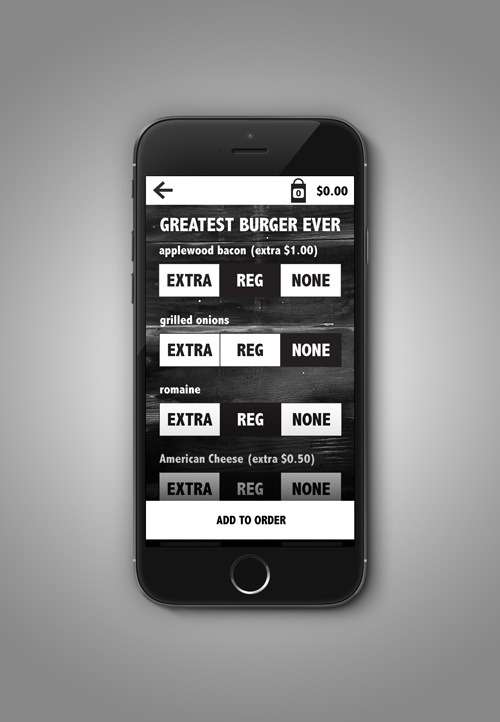 0 $0.00
GREATEST BURGER EVER
applewood bacon (extra $1.00)
EXTRA REG NONE
grilled onions
EXTRA REG NONE
romaine
EXTRA REG NONE
American Cheese (extra $0.50)
EXTRA REG NONE
ADD TO ORDER